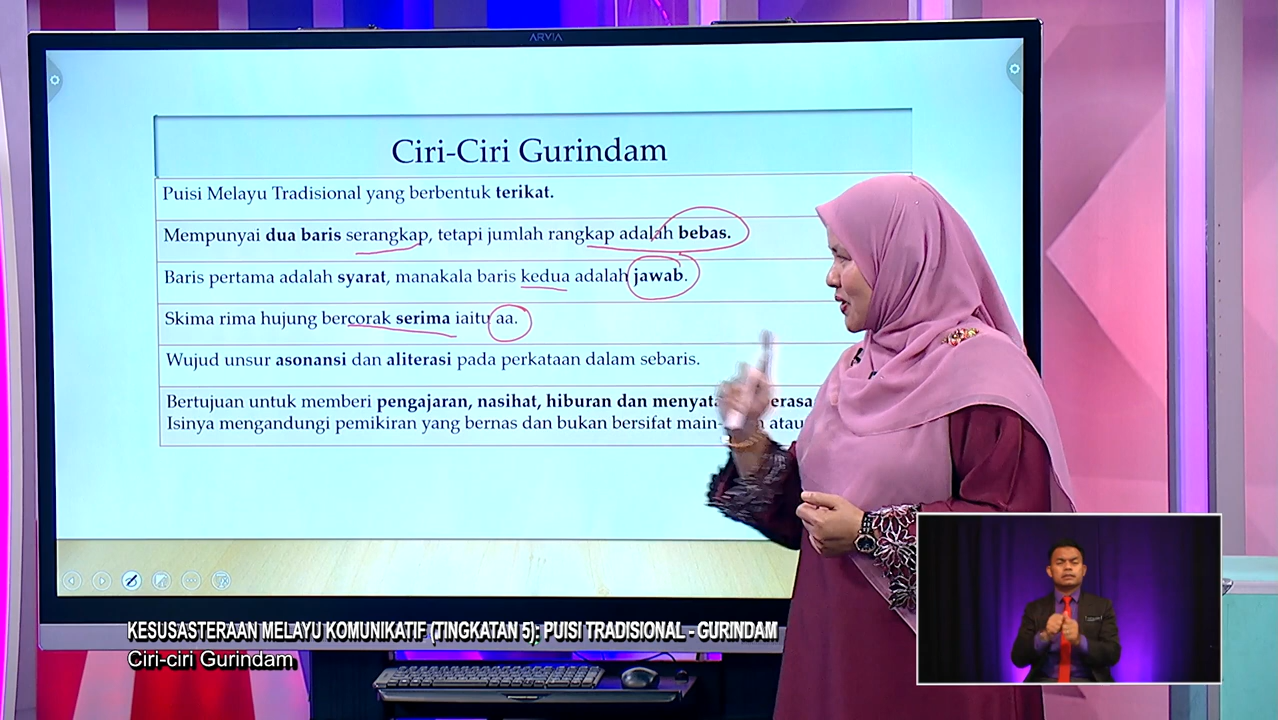 ARVIA
Ciri-Ciri Gurindam
Puisi Melayu Tradisional yang berbentuk terikat.
Mempunyai dua baris serangkap, tetapi jumlah rangkap adalah bebas.
Baris pertama adalah syarat, manakala baris kedua adalah jawab.
Skima rima hujung bercorak serima iaitu aa.
Wujud unsur asonansi dan aliterasi pada perkataan dalam sebaris.
Bertujuan untuk memberi pengajaran, nasihat, hiburan dan
Isinya mengandungi pemikiran yang bernas dan bukan bersifat atau
KESUSASTERAAN MELAYU KOMUNIKATIF (TINGKATAN 5): PUISI TRADISIONAL - GURINDAM
Ciri-ciri Gurindam